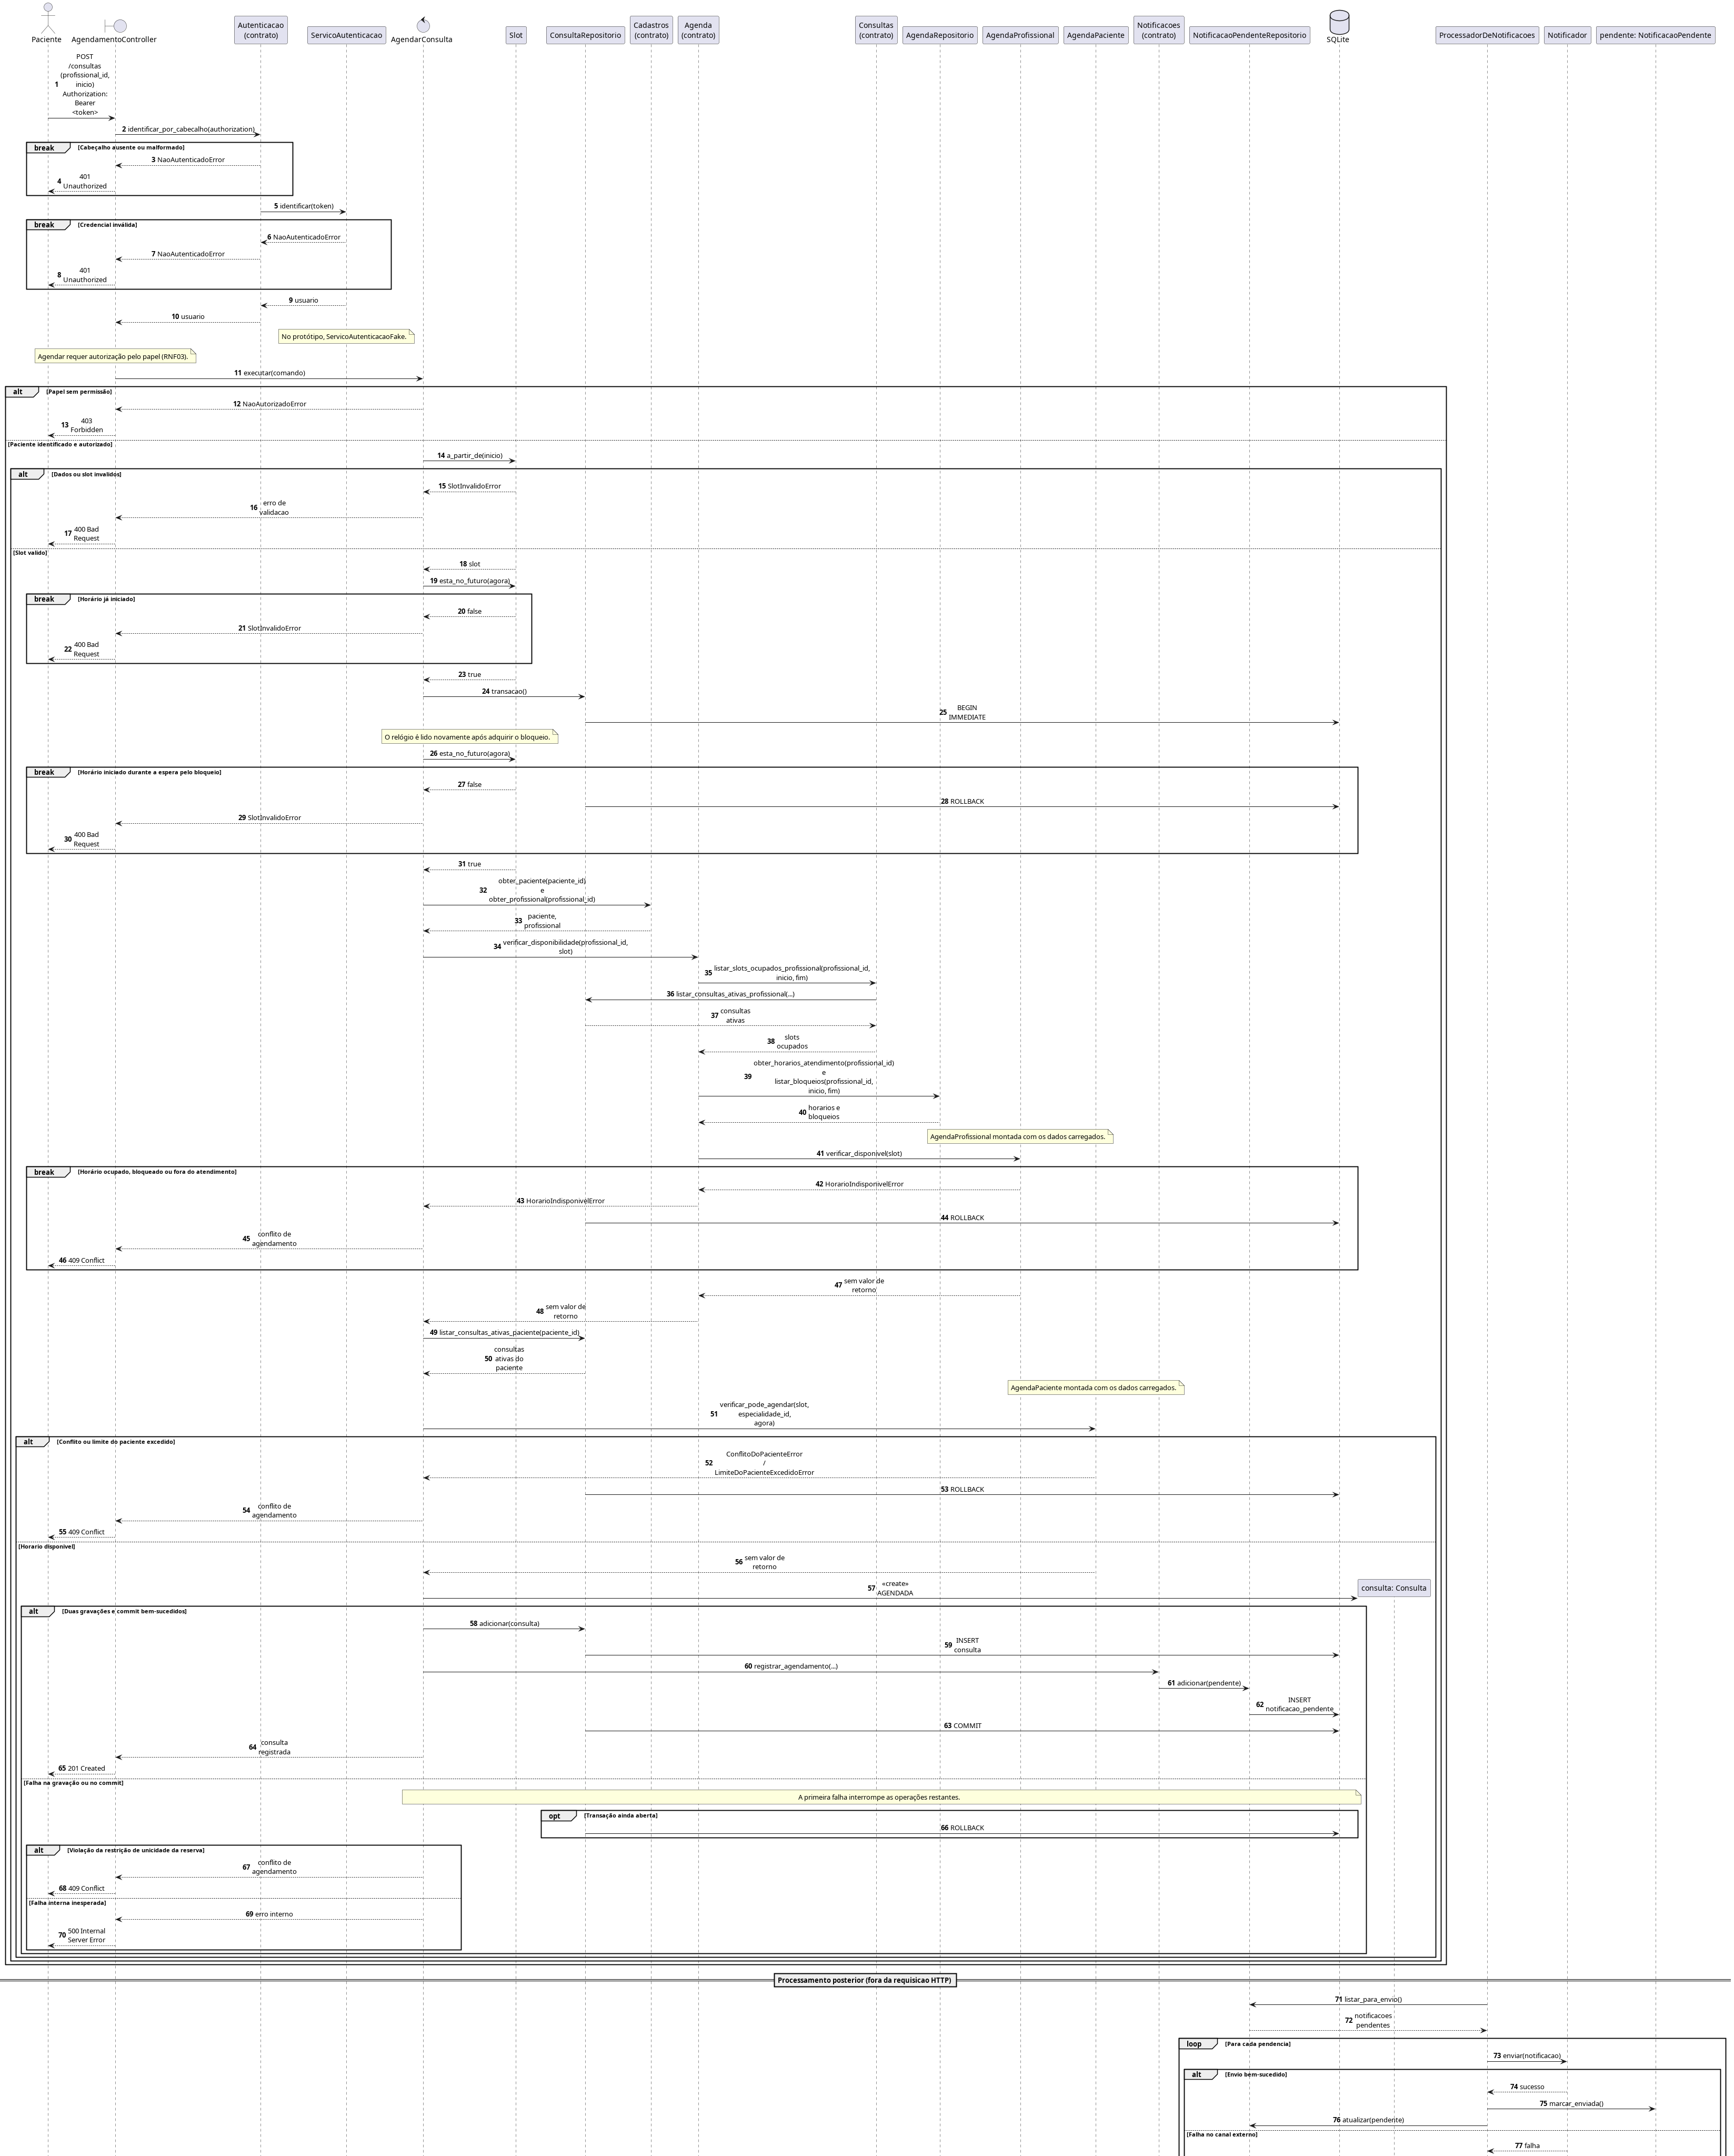 Paciente
AgendamentoController
Autenticacao
(contrato)
ServicoAutenticacao
AgendarConsulta
Slot
ConsultaRepositorio
Cadastros
(contrato)
Agenda
(contrato)
Consultas
(contrato)
AgendaRepositorio
AgendaProfissional
AgendaPaciente
Notificacoes
(contrato)
NotificacaoPendenteRepositorio
SQLite
ProcessadorDeNotificacoes
Notificador
pendente: NotificacaoPendente
POST
/consultas
(profissional_id,
1 inicio)
Authorization:
Bearer
<token>
2 identificar_por_cabecalho(authorization)
break [Cabeçalho ausente ou malformado]
3 NaoAutenticadoError
4 401
Unauthorized
5 identificar(token)
break [Credencial inválida]
6 NaoAutenticadoError
7 NaoAutenticadoError
8 401
Unauthorized
9 usuario
10 usuario
No protótipo, ServicoAutenticacaoFake.
Agendar requer autorização pelo papel (RNF03).
11 executar(comando)
alt [Papel sem permissão]
12 NaoAutorizadoError
13 403
Forbidden
[Paciente identificado e autorizado]
14 a_partir_de(inicio)
alt [Dados ou slot invalidos]
15 SlotInvalidoError
16 erro de
validacao
17 400 Bad
Request
[Slot valido]
18 slot
19 esta_no_futuro(agora)
break [Horário já iniciado]
20 false
21 SlotInvalidoError
22 400 Bad
Request
23 true
24 transacao()
25 BEGIN
IMMEDIATE
O relógio é lido novamente após adquirir o bloqueio.
26 esta_no_futuro(agora)
break [Horário iniciado durante a espera pelo bloqueio]
27 false
28 ROLLBACK
29 SlotInvalidoError
30 400 Bad
Request
31 true
obter_paciente(paciente_id)
32 e
obter_profissional(profissional_id)
33 paciente,
profissional
34 verificar_disponibilidade(profissional_id,
slot)
35 listar_slots_ocupados_profissional(profissional_id,
inicio, fim)
36 listar_consultas_ativas_profissional(...)
37 consultas
ativas
38 slots
ocupados
obter_horarios_atendimento(profissional_id)
39 e
listar_bloqueios(profissional_id,
inicio, fim)
40 horarios e
bloqueios
AgendaProfissional montada com os dados carregados.
41 verificar_disponivel(slot)
break [Horário ocupado, bloqueado ou fora do atendimento]
42 HorarioIndisponivelError
43 HorarioIndisponivelError
44 ROLLBACK
45 conflito de
agendamento
46 409 Conflict
47 sem valor de
retorno
48 sem valor de
retorno
49 listar_consultas_ativas_paciente(paciente_id)
consultas
50 ativas do
paciente
AgendaPaciente montada com os dados carregados.
verificar_pode_agendar(slot,
51 especialidade_id,
agora)
alt [Conflito ou limite do paciente excedido]
ConflitoDoPacienteError
52 /
LimiteDoPacienteExcedidoError
53 ROLLBACK
54 conflito de
agendamento
55 409 Conflict
[Horario disponivel]
56 sem valor de
retorno
57 «create»
AGENDADA
consulta: Consulta
alt [Duas gravações e commit bem-sucedidos]
58 adicionar(consulta)
59 INSERT
consulta
60 registrar_agendamento(...)
61 adicionar(pendente)
62 INSERT
notificacao_pendente
63 COMMIT
64 consulta
registrada
65 201 Created
[Falha na gravação ou no commit]
A primeira falha interrompe as operações restantes.
opt [Transação ainda aberta]
66 ROLLBACK
alt [Violação da restrição de unicidade da reserva]
67 conflito de
agendamento
68 409 Conflict
[Falha interna inesperada]
69 erro interno
70 500 Internal
Server Error
Processamento posterior (fora da requisicao HTTP)
71 listar_para_envio()
72 notificacoes
pendentes
loop [Para cada pendencia]
73 enviar(notificacao)
alt [Envio bem-sucedido]
74 sucesso
75 marcar_enviada()
76 atualizar(pendente)
[Falha no canal externo]
77 falha